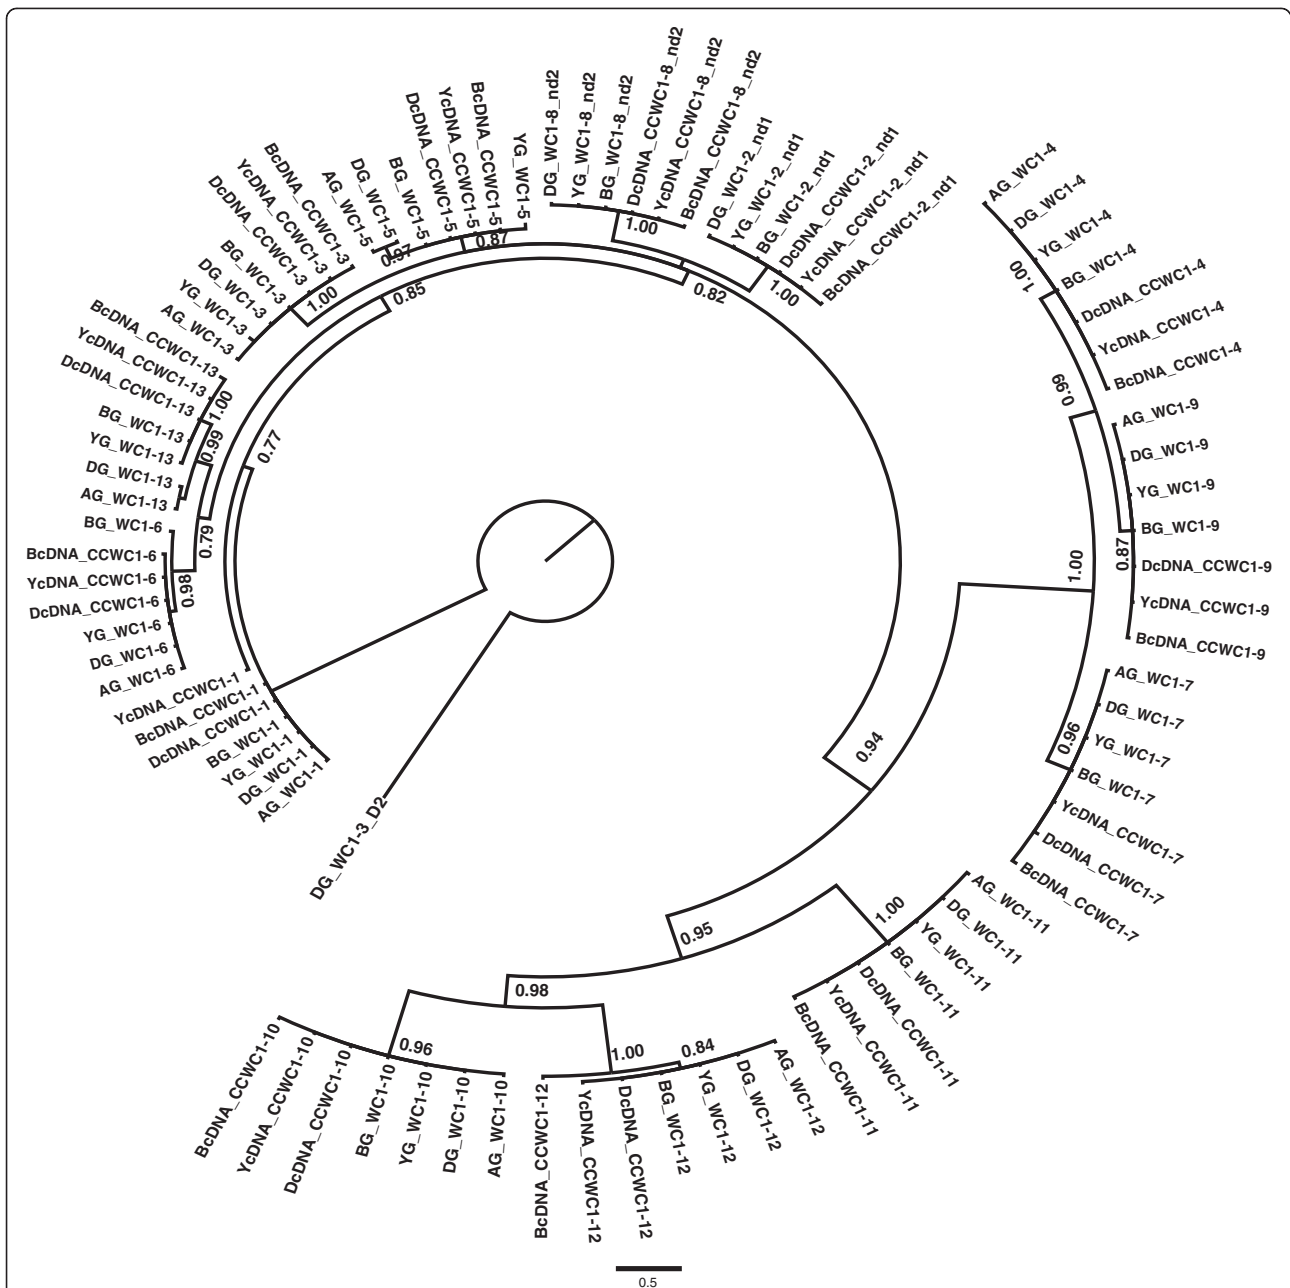 DG_WC1-8_nd2
YG_WC1-8_nd2
BG_WC1-8_nd2
DcDNA_CCWC1-8_nd2
YcDNA_CCWC1-8_nd2
BcDNA_CCWC1-8_nd2
1.00
DG_WC1-2_nd1
YG_WC1-2_nd1
BG_WC1-2_nd1
DcDNA_CCWC1-2_nd1
YcDNA_CCWC1-2_nd1
BcDNA_CCWC1-2_nd1
1.00
0.82
AG_WC1-4
DG_WC1-4
YG_WC1-4
BG_WC1-4
DcDNA_CCWC1-4
YcDNA_CCWC1-4
BcDNA_CCWC1-4
1.00
0.99
AG_WC1-9
DG_WC1-9
YG_WC1-9
BG_WC1-9
DcDNA_CCWC1-9
YcDNA_CCWC1-9
BcDNA_CCWC1-9
0.87
1.00
AG_WC1-7
DG_WC1-7
YG_WC1-7
BG_WC1-7
YcDNA_CCWC1-7
DcDNA_CCWC1-7
BcDNA_CCWC1-7
0.96
0.94
AG_WC1-11
DG_WC1-11
YG_WC1-11
BG_WC1-11
DcDNA_CCWC1-11
YcDNA_CCWC1-11
BcDNA_CCWC1-11
1.00
0.95
AG_WC1-12
DG_WC1-12
YG_WC1-12
BG_WC1-12
DcDNA_CCWC1-12
YcDNA_CCWC1-12
BcDNA_CCWC1-12
0.84
1.00
0.98
AG_WC1-10
DG_WC1-10
YG_WC1-10
BG_WC1-10
DcDNA_CCWC1-10
YcDNA_CCWC1-10
BcDNA_CCWC1-10
0.96
DG_WC1-3_D2
AG_WC1-1
DG_WC1-1
YG_WC1-1
BG_WC1-1
DcDNA_CCWC1-1
BcDNA_CCWC1-1
YcDNA_CCWC1-1
0.77
AG_WC1-6
DG_WC1-6
YG_WC1-6
DcDNA_CCWC1-6
YcDNA_CCWC1-6
BcDNA_CCWC1-6
BG_WC1-6
0.98
0.79
AG_WC1-13
DG_WC1-13
YG_WC1-13
BG_WC1-13
DcDNA_CCWC1-13
YcDNA_CCWC1-13
BcDNA_CCWC1-13
0.99
1.00
0.85
AG_WC1-3
YG_WC1-3
DG_WC1-3
BG_WC1-3
DcDNA_CCWC1-3
YcDNA_CCWC1-3
BcDNA_CCWC1-3
1.00
AG_WC1-5
DG_WC1-5
BG_WC1-5
DcDNA_CCWC1-5
YcDNA_CCWC1-5
BcDNA_CCWC1-5
YG_WC1-5
0.97
0.87
0.5